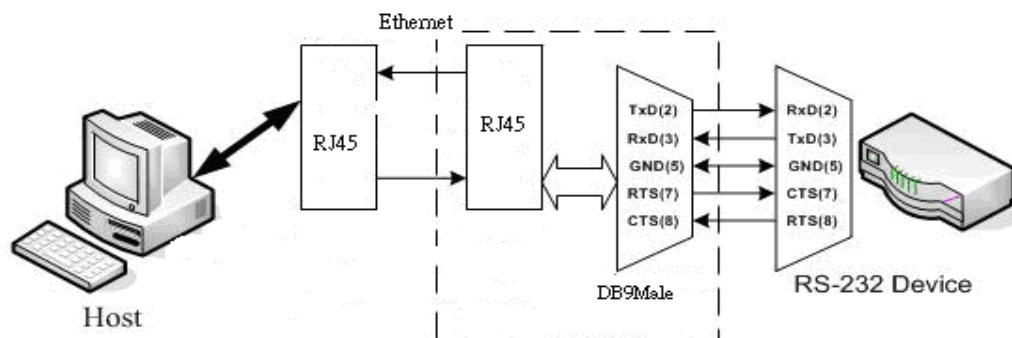 Ethernet
RJ45
RJ45
TxD(2)
RxD(3)
GND(5)
RTS(7)
CTS(8)
DB9Male
RxD(2)
TxD(3)
GND(5)
CTS(7)
RTS(8)
Host
RS-232 Device